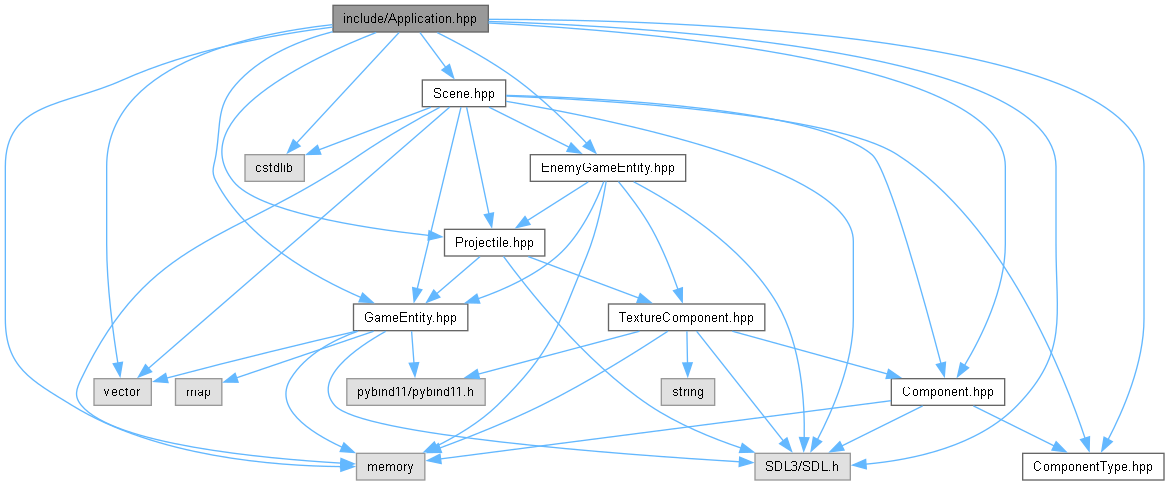 include/Application.hpp
Scene.hpp
cstdlib
EnemyGameEntity.hpp
Projectile.hpp
GameEntity.hpp
TextureComponent.hpp
vector
map
pybind11/pybind11.h
string
Component.hpp
memory
SDL3/SDL.h
ComponentType.hpp